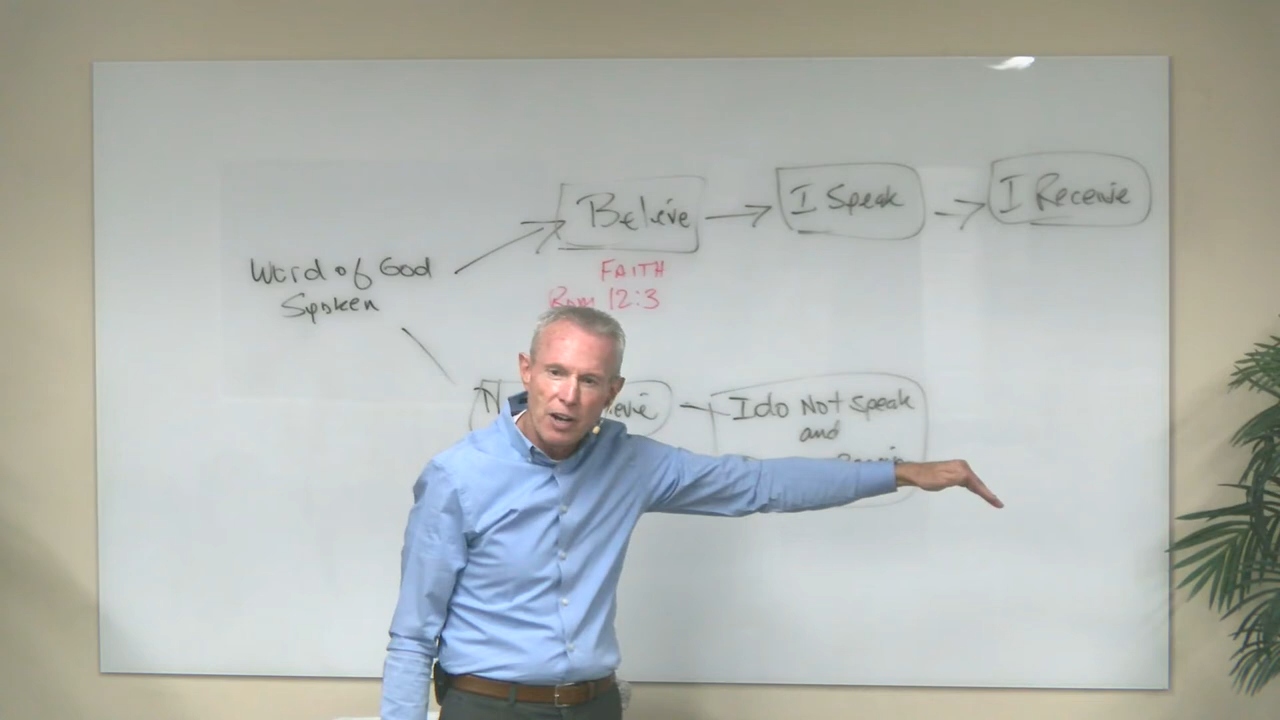 Believe
I Speak
I Receive
Word of God
Spoken
FAITH
Rom 12:3
I do Not Speak
and